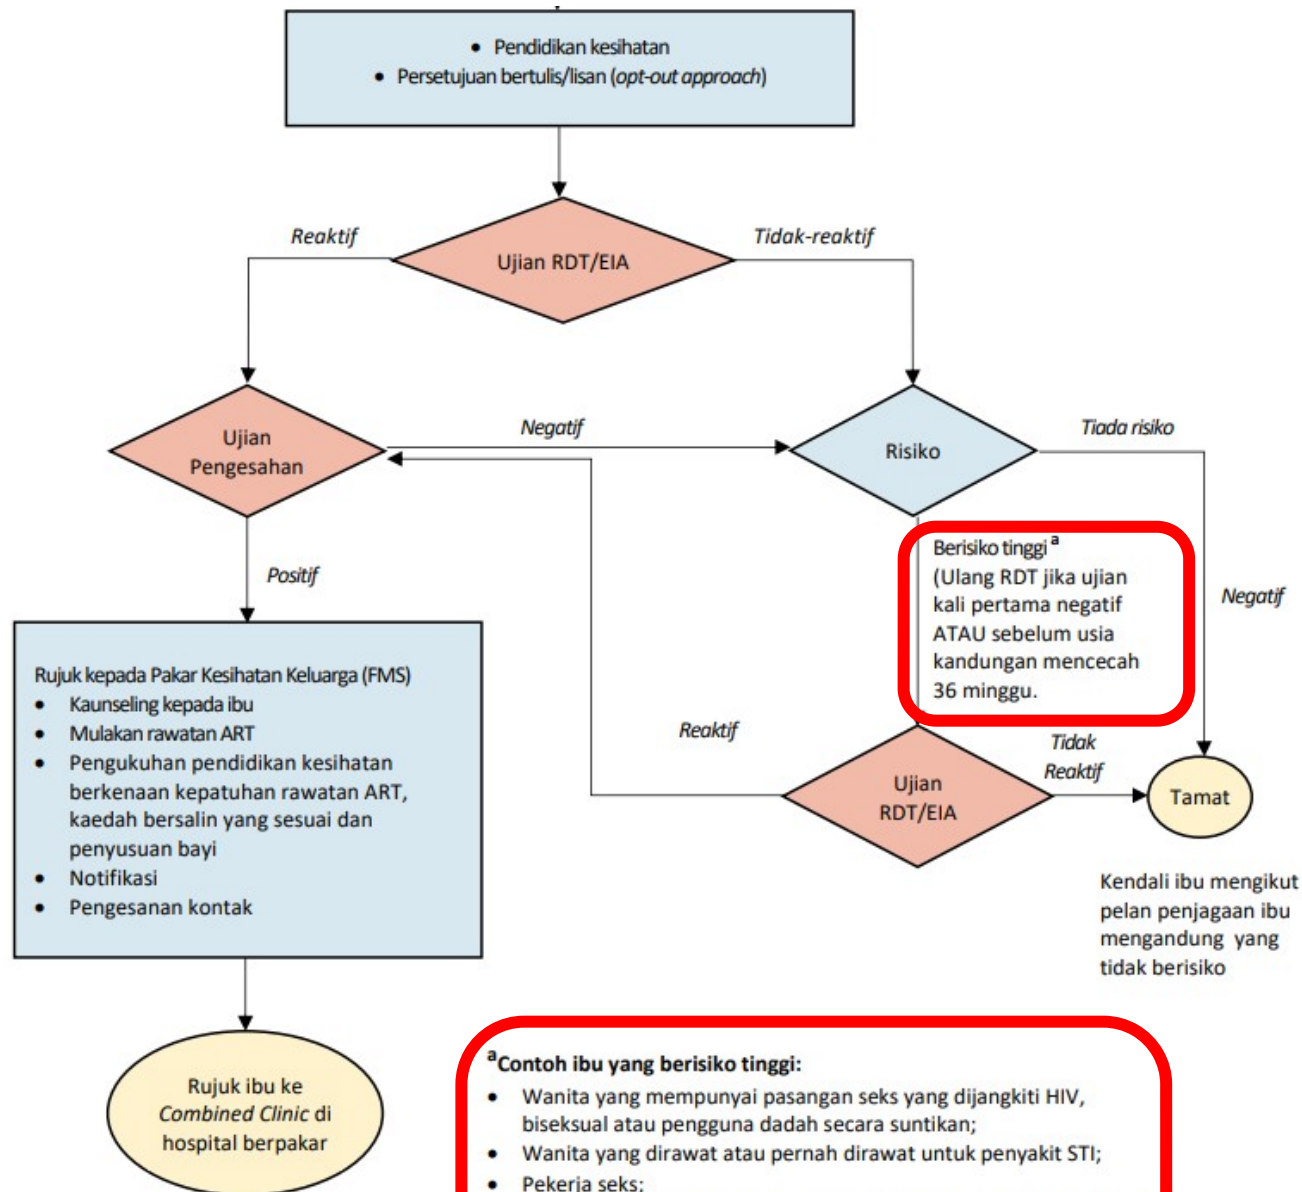 • Pendidikan kesihatan
• Persetujuan bertulis/lisan (opt-out approach)
Reaktif
Tidak-reaktif
Ujian RDT/EIA
Ujian
Pengesahan
Negatif
Risiko
Tiada risiko
Positif
Berisiko tinggi a
(Ulang RDT jika ujian
kali pertama negatif
ATAU sebelum usia
kandungan mencecah
36 minggu.
Negatif
Rujuk kepada Pakar Kesihatan Keluarga (FMS)
• Kaunseling kepada ibu
• Mulakan rawatan ART
• Pengukuhan pendidikan kesihatan
berkenaan kepatuhan rawatan ART,
kaedah bersalin yang sesuai dan
penyusuan bayi
• Notifikasi
• Pengesanan kontak
Reaktif
Ujian
RDT/EIA
Tidak
Reaktif
Tamat
Kendali ibu mengikut
pelan penjagaan ibu
mengandung yang
tidak berisiko
Rujuk ibu ke
Combined Clinic di
hospital berpakar
aContoh ibu yang berisiko tinggi:
• Wanita yang mempunyai pasangan seks yang dijangkiti HIV,
biseksual atau pengguna dadah secara suntikan;
• Wanita yang dirawat atau pernah dirawat untuk penyakit STI;
• Pekerja seks;